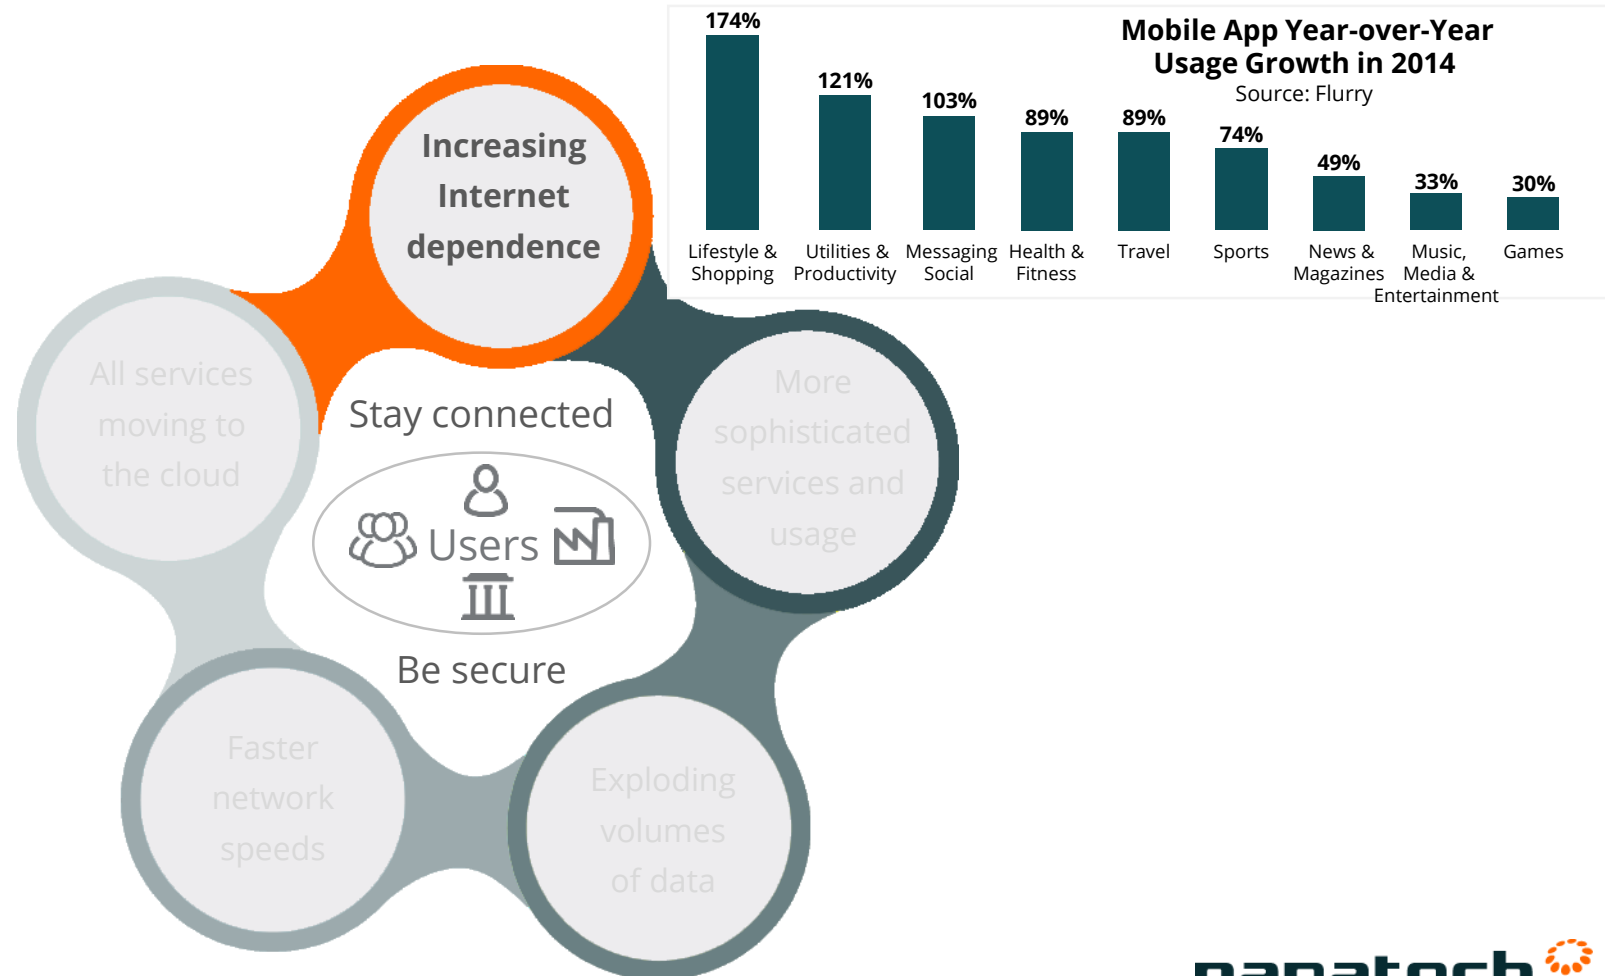 174%
Mobile App Year-over-Year
Usage Growth in 2014
Source: Flurry
121%
103%
89%
89%
74%
49%
33%
30%
Lifestyle &
Shopping
Utilities &
Productivity
Messaging
Social
Health &
Fitness
Travel
Sports
News &
Magazines
Music,
Media &
Entertainment
Games
Increasing
Internet
dependence
All services
moving to
the cloud
More
sophisticated
services and
usage
Stay connected
Users
Be secure
Faster
network
speeds
Exploding
volumes
of data